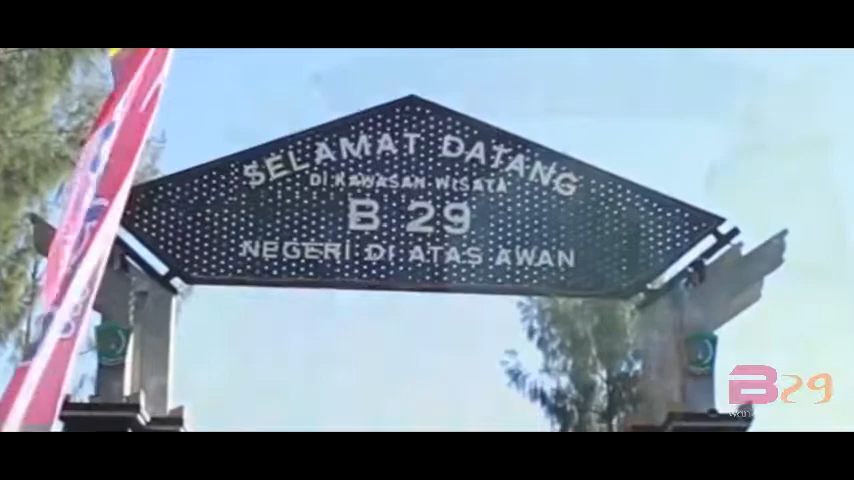 SELAMAT DATANG
DI KAWASAN WISATA
B 29
NEGERI DI ATAS AWAN
B29